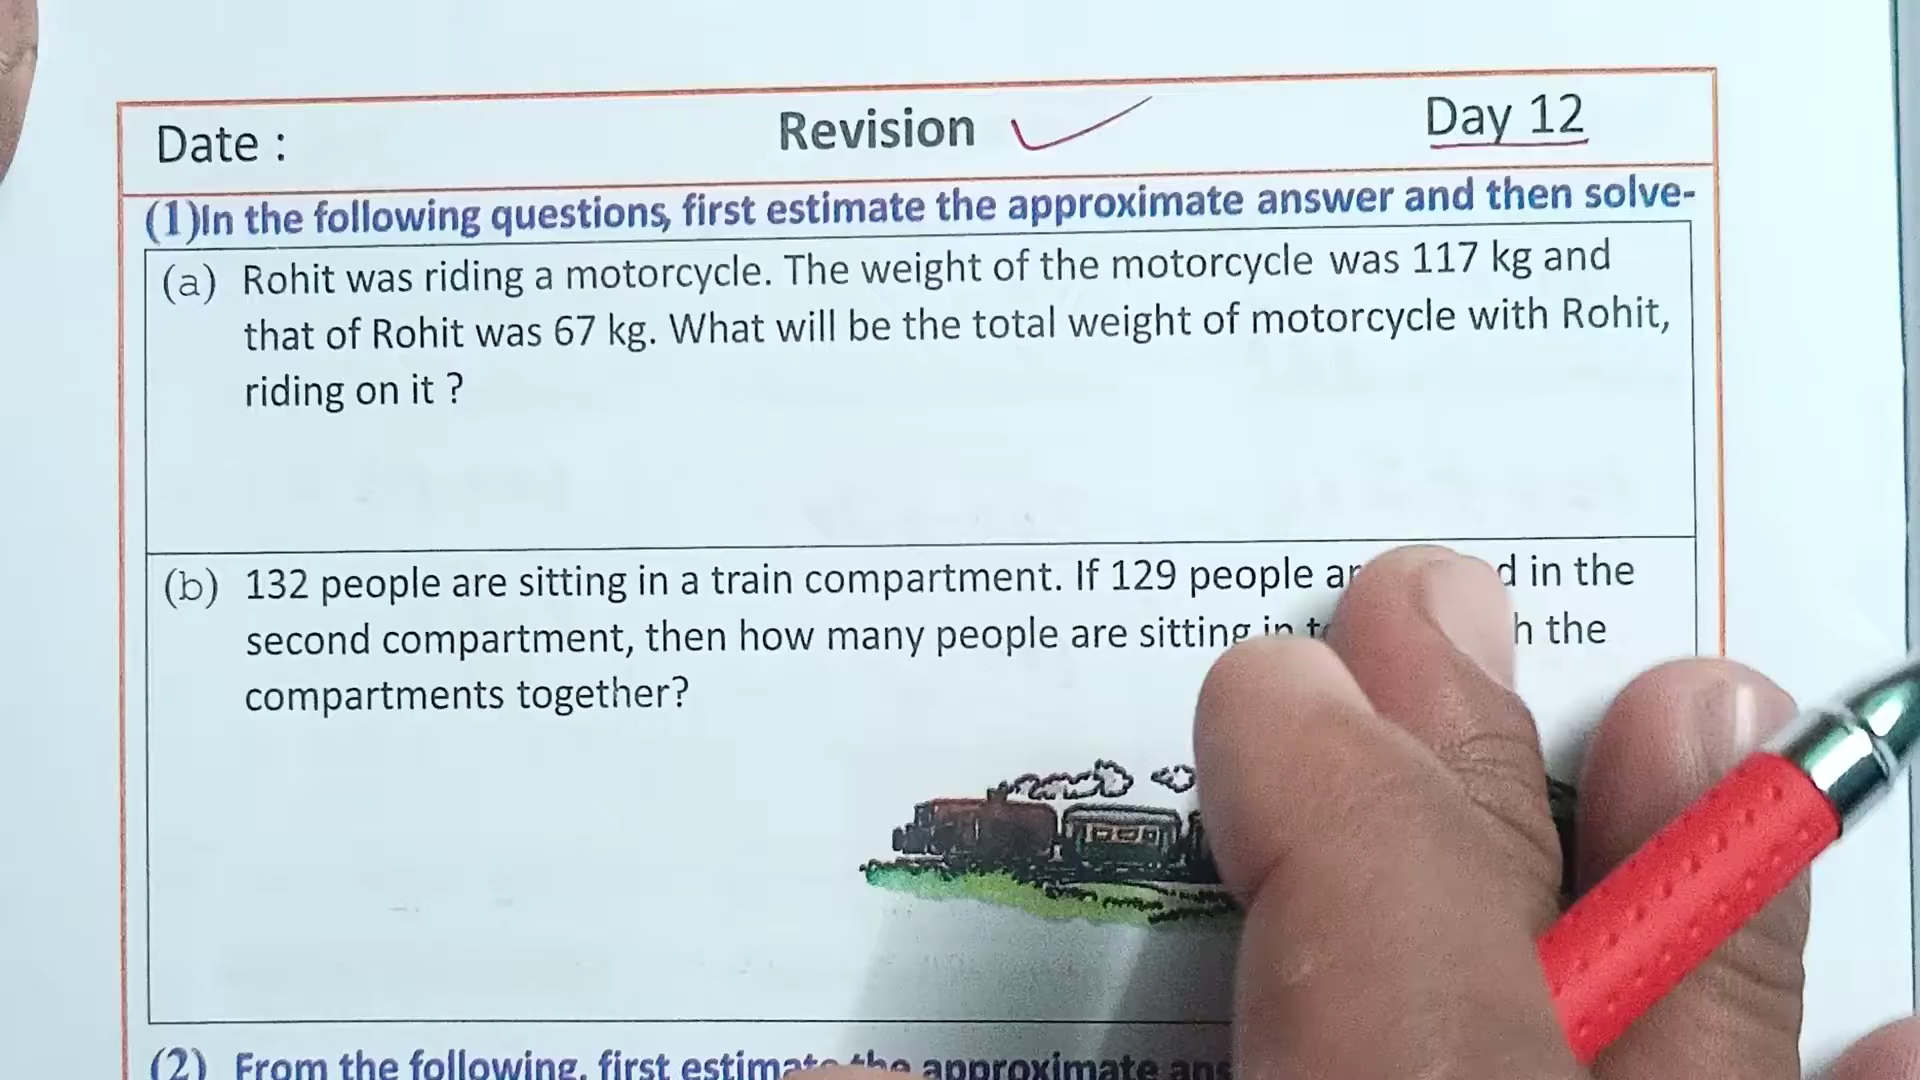 Date :
Revision
Day 12
(1)In the following questions, first estimate the approximate answer and then solve-
(a) Rohit was riding a motorcycle. The weight of the motorcycle was 117 kg and
that of Rohit was 67 kg. What will be the total weight of motorcycle with Rohit,
riding on it ?
(b) 132 people are sitting in a train compartment. If 129 people in the
second compartment, then how many people are sitting in the
compartments together?
(2) From the following, first estimate the approximate